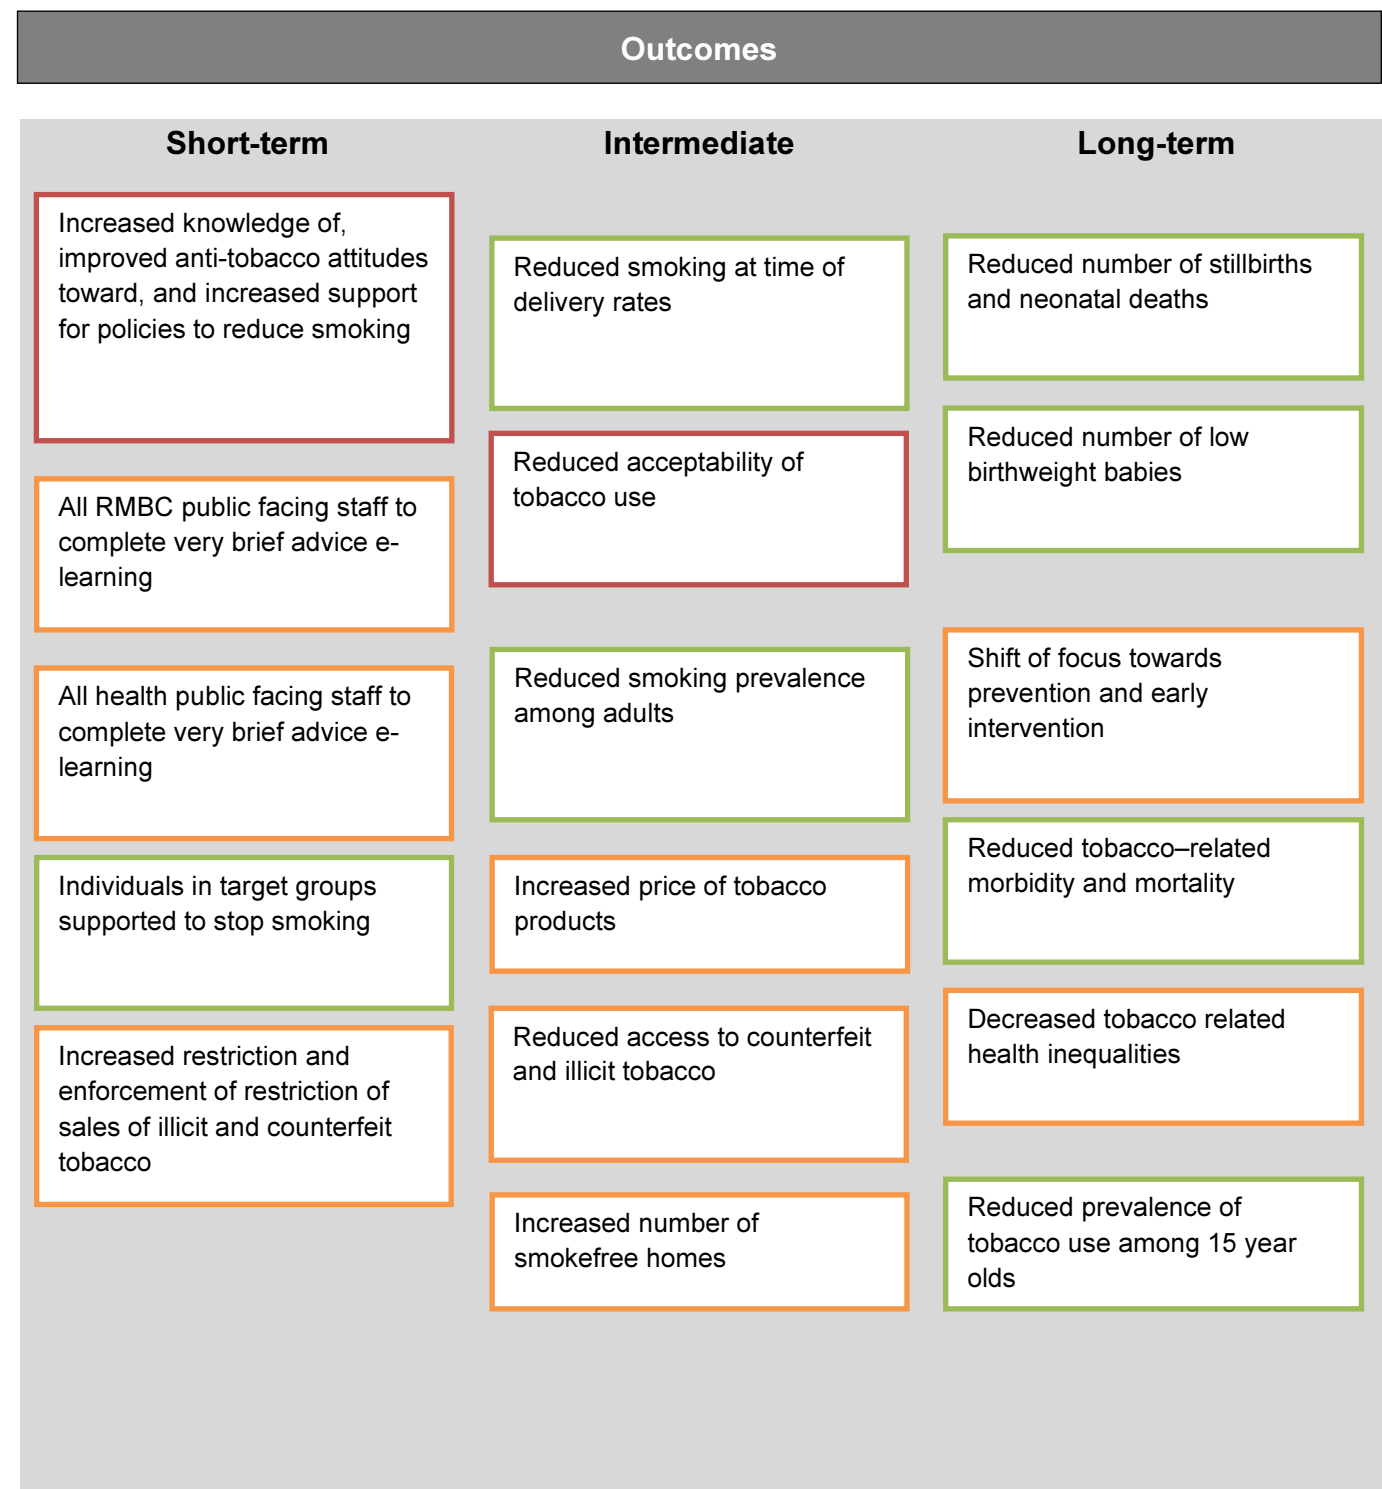 Outcomes
Short-term
Increased knowledge of,
improved anti-tobacco attitudes
toward, and increased support
for policies to reduce smoking
All RMBC public facing staff to
complete very brief advice e-
learning
All health public facing staff to
complete very brief advice e-
learning
Individuals in target groups
supported to stop smoking
Increased restriction and
enforcement of restriction of
sales of illicit and counterfeit
tobacco
Intermediate
Reduced smoking at time of
delivery rates
Reduced acceptability of
tobacco use
Reduced smoking prevalence
among adults
Increased price of tobacco
products
Reduced access to counterfeit
and illicit tobacco
Increased number of
smokefree homes
Long-term
Reduced number of stillbirths
and neonatal deaths
Reduced number of low
birthweight babies
Shift of focus towards
prevention and early
intervention
Reduced tobacco–related
morbidity and mortality
Decreased tobacco related
health inequalities
Reduced prevalence of
tobacco use among 15 year
olds